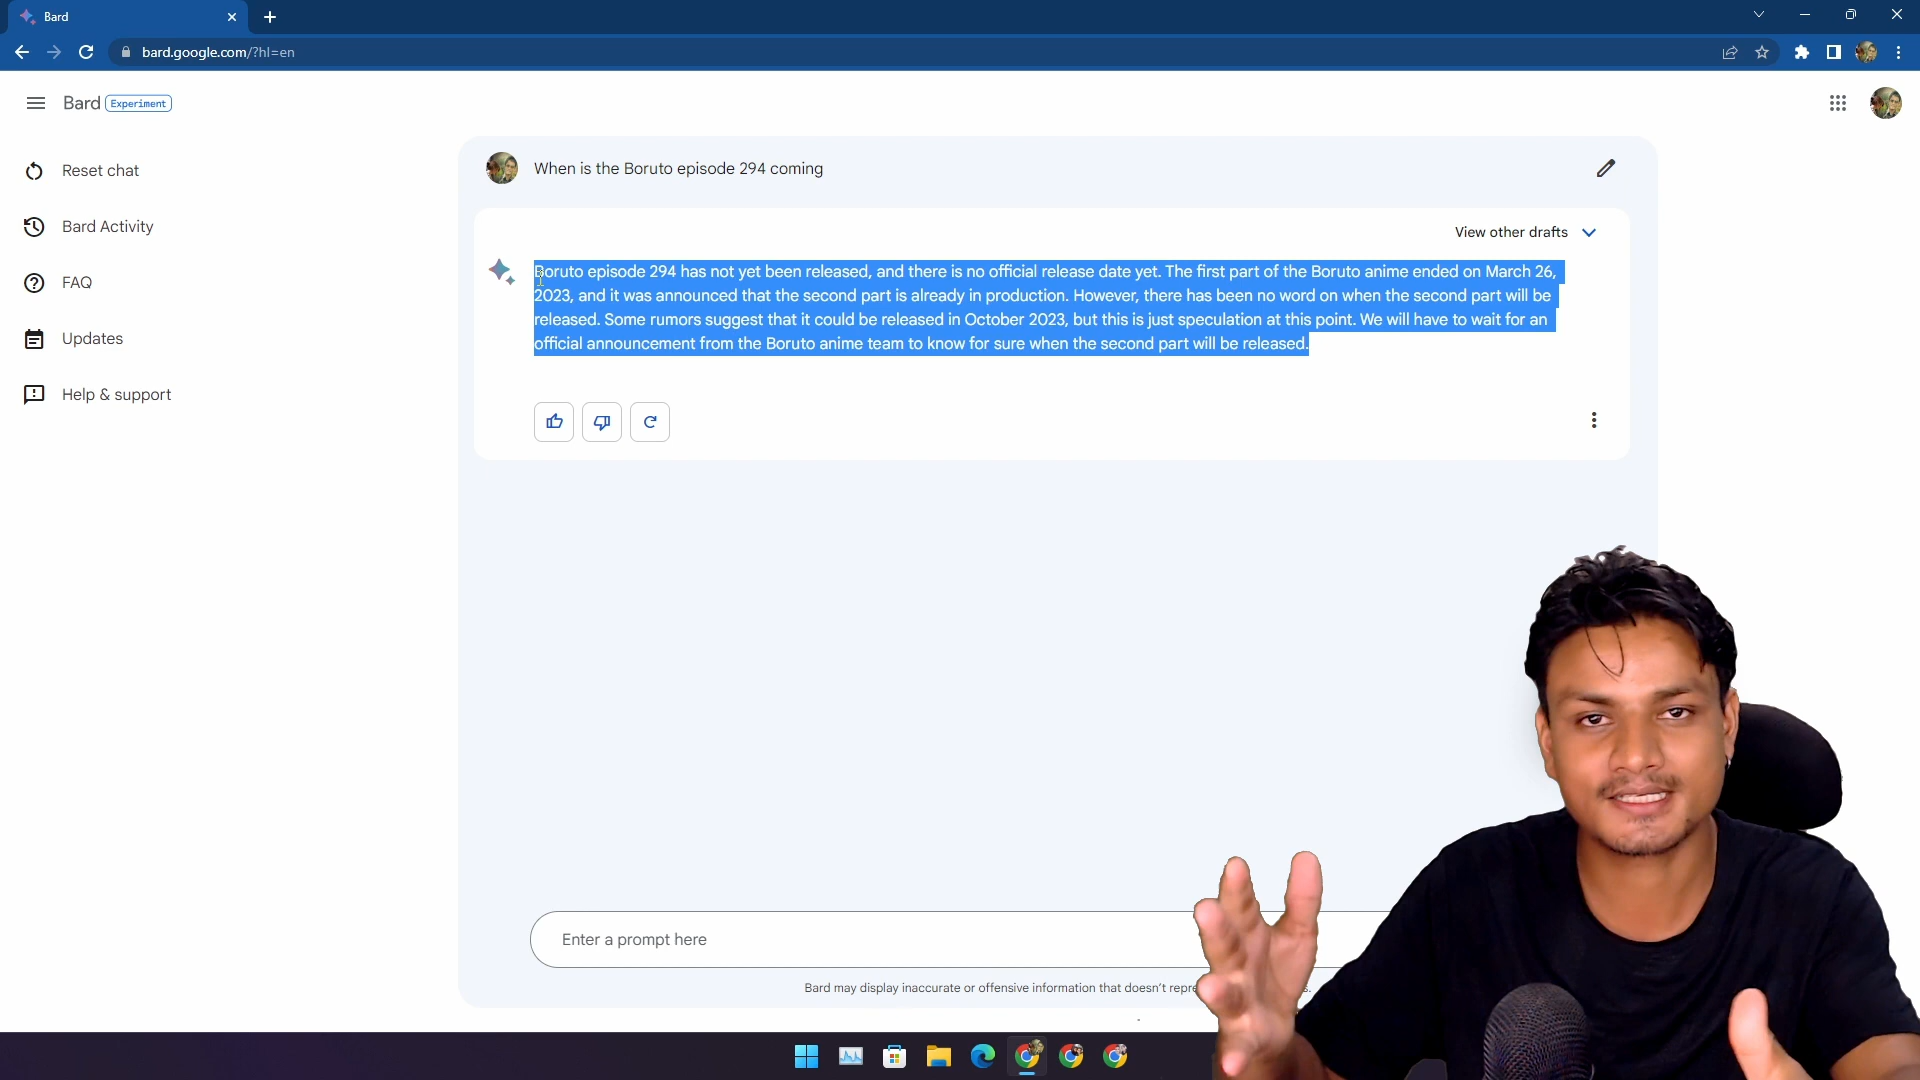 Bard
bard.google.com/?hl=en
Bard Experiment
Reset chat
Bard Activity
FAQ
Updates
Help & support
When is the Boruto episode 294 coming
View other drafts
Boruto episode 294 has not yet been released, and there is no official release date yet. The first part of the Boruto anime ended on March 26,
2023, and it was announced that the second part is already in production. However, there has been no word on when the second part will be
released. Some rumors suggest that it could be released in October 2023, but this is just speculation at this point. We will have to wait for an
official announcement from the Boruto anime team to know for sure when the second part will be released.
Enter a prompt here
Bard may display inaccurate or offensive information that doesn't